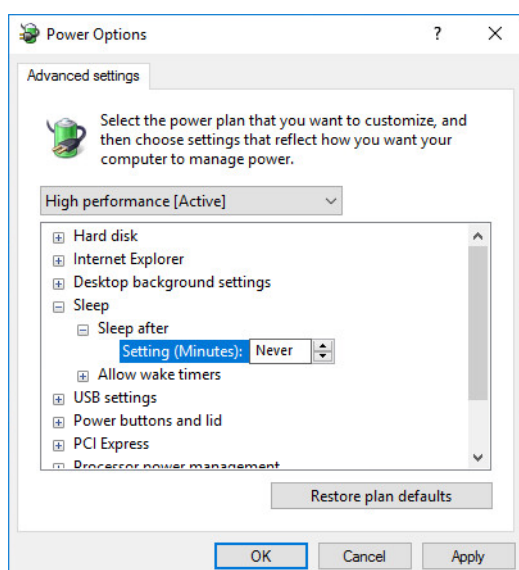 Power Options
?
Advanced settings
Select the power plan that you want to customize, and
then choose settings that reflect how you want your
computer to manage power.
High performance [Active]
Hard disk
Internet Explorer
Desktop background settings
Sleep
Sleep after
Setting (Minutes): Never
Allow wake timers
USB settings
Power buttons and lid
PCI Express
Processor power management
Restore plan defaults
OK Cancel Apply